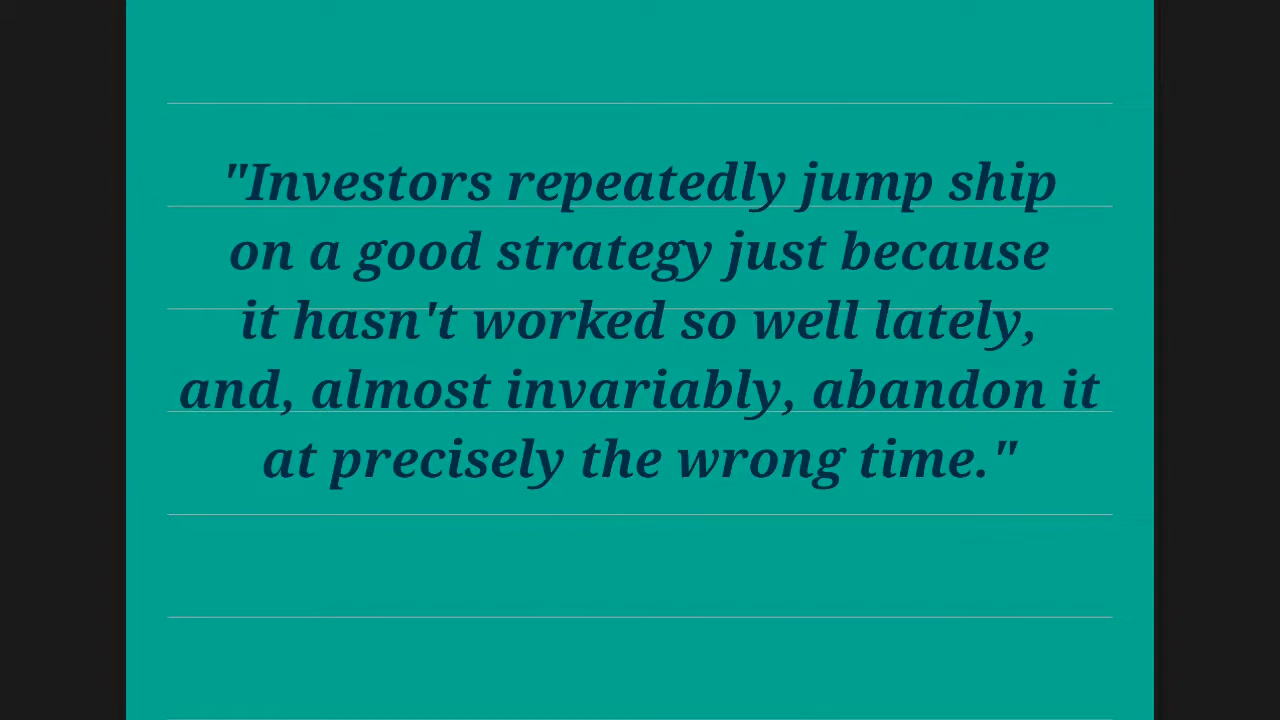 "Investors repeatedly jump ship
on a good strategy just because
it hasn't worked so well lately,
and, almost invariably, abandon it
at precisely the wrong time."